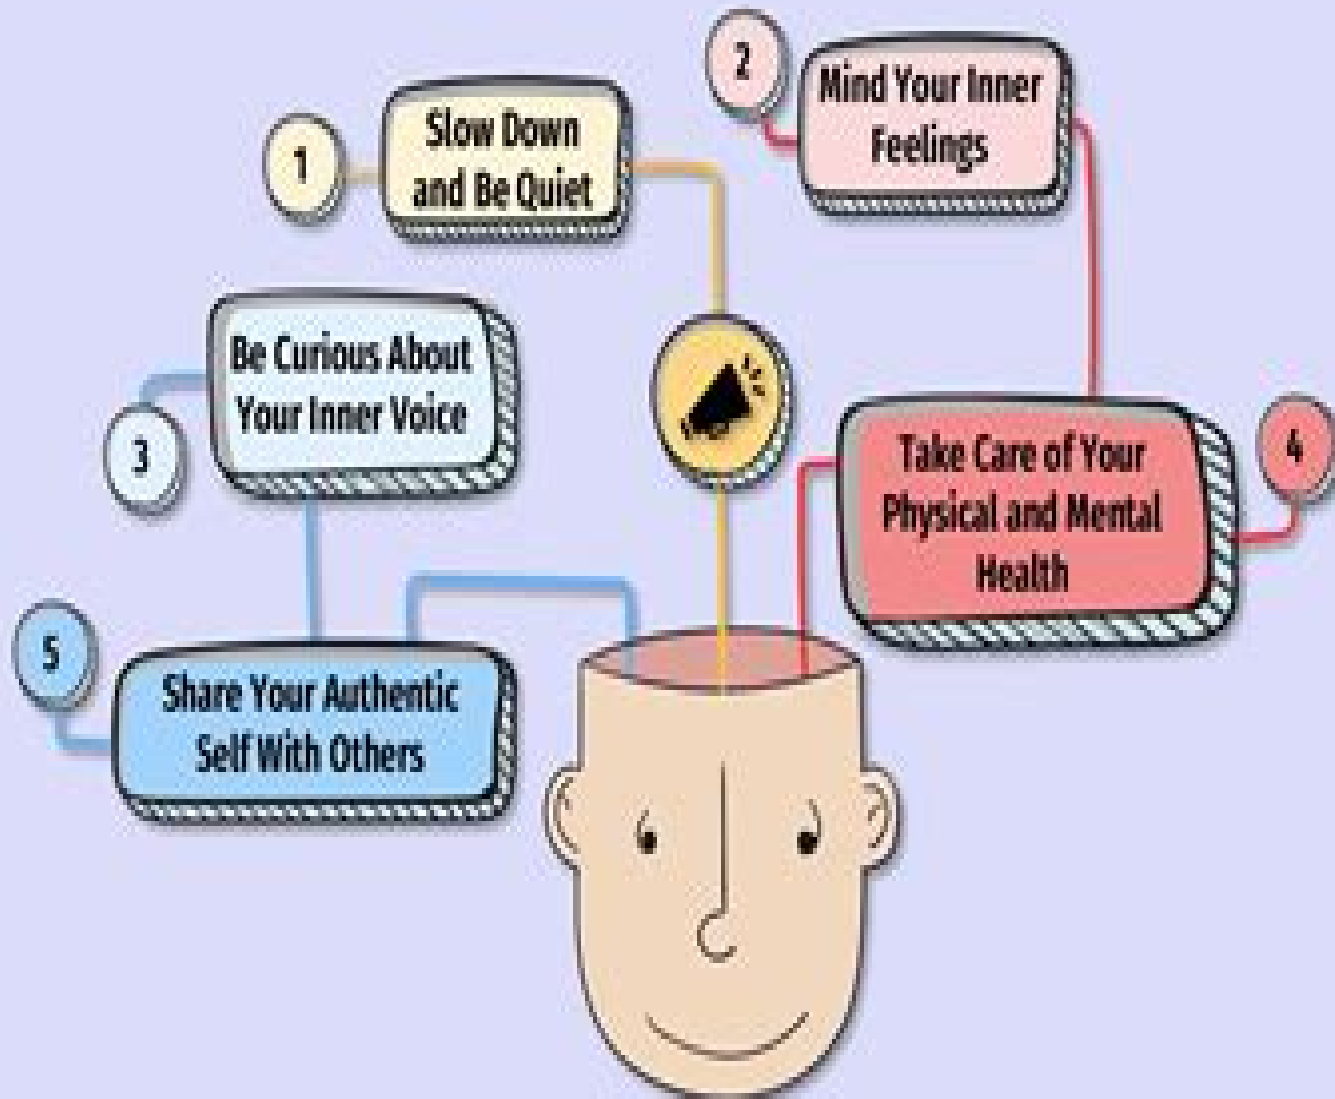 1
Slow Down
and Be Quiet
2
Mind Your Inner
Feelings
3
Be Curious About
Your Inner Voice
4
Take Care of Your
Physical and Mental
Health
5
Share Your Authentic
Self With Others